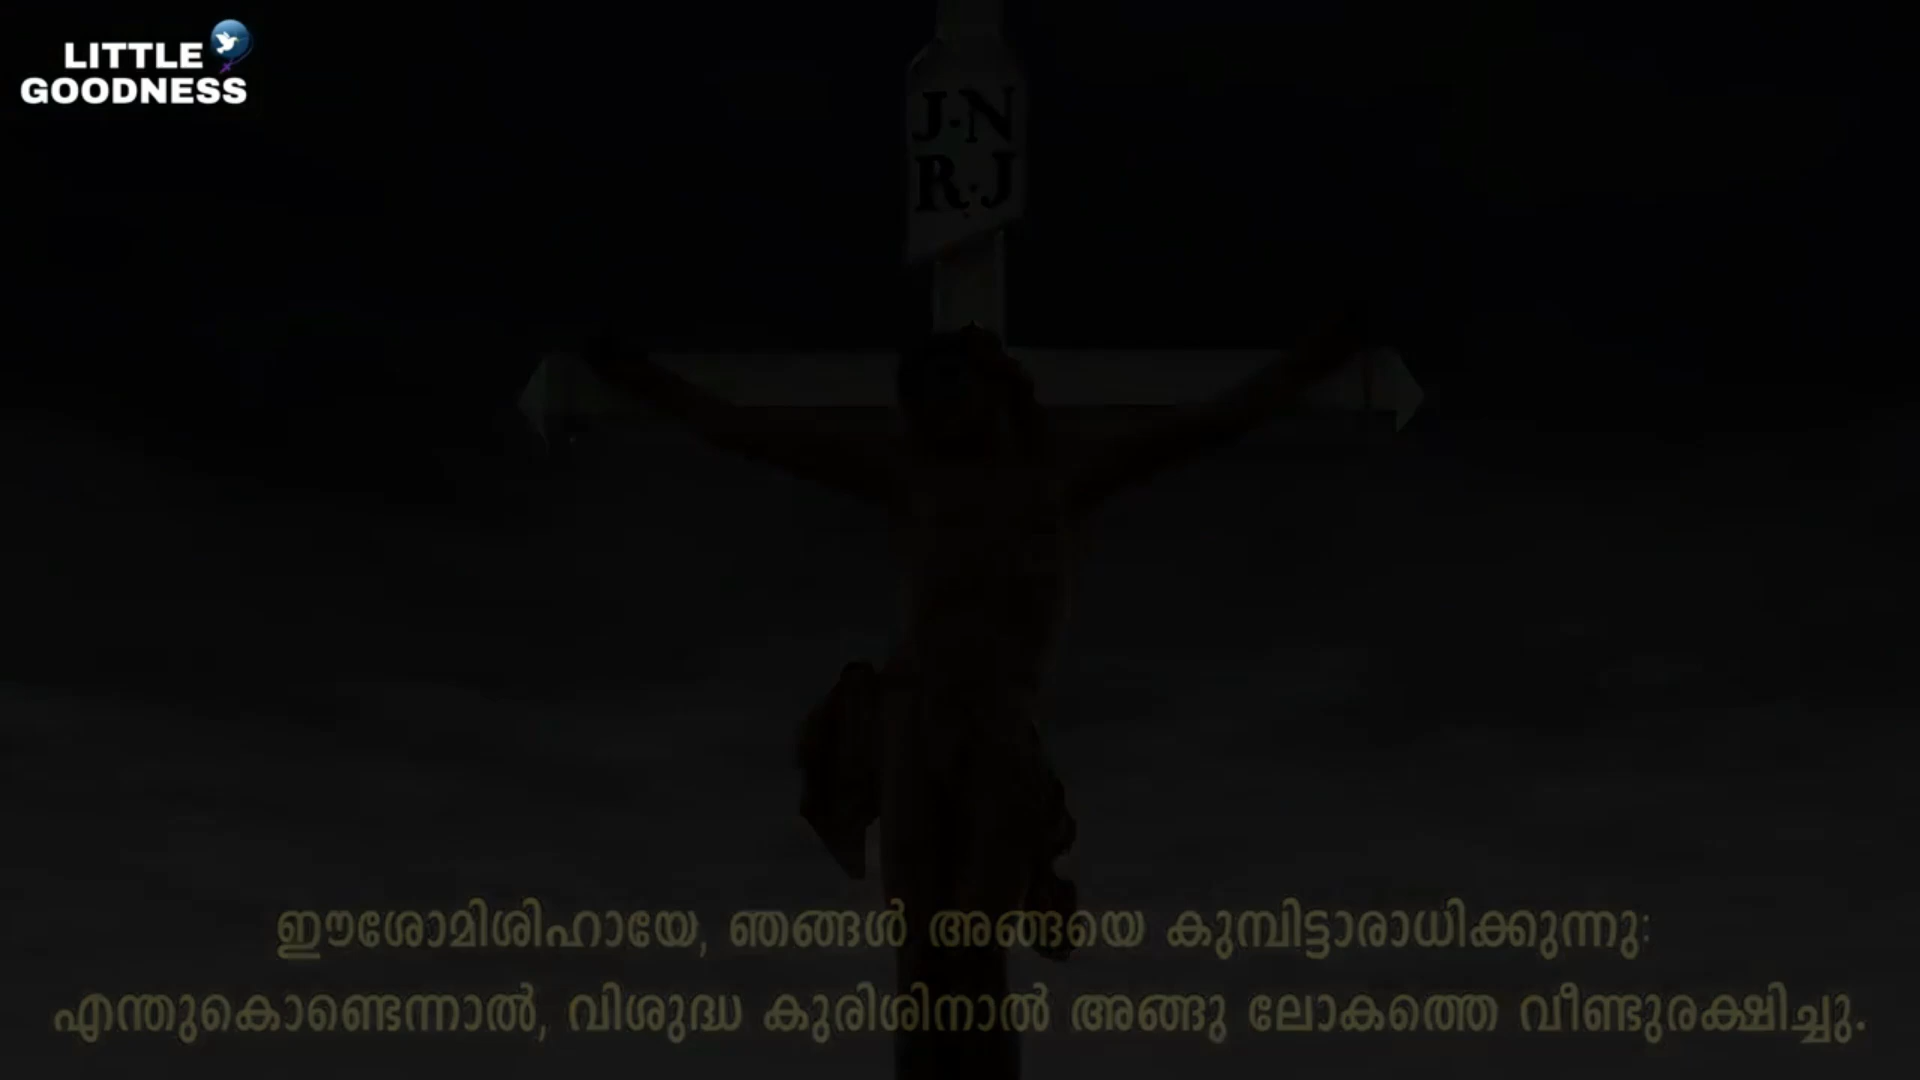 LITTLE
GOODNESS
J·N
R·J
ഈശോമിശിഹായേ, ഞങ്ങൾ അങ്ങയെ കുമ്പിട്ടാരാധിക്കുന്നു:
എന്തുകൊണ്ടെന്നാൽ, വിശുദ്ധ കുരിശിനാൽ അങ്ങു ലോകത്തെ വീണ്ടുരക്ഷിച്ചു.